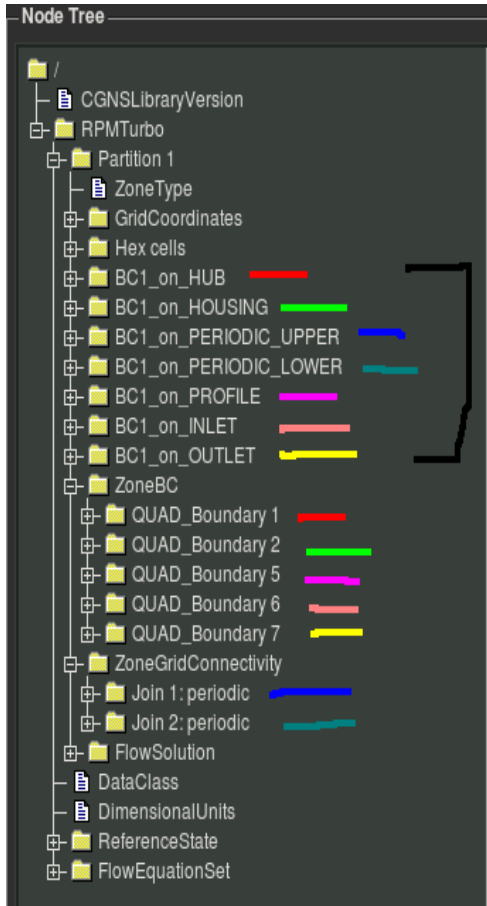 Node Tree
/
CGNSLibraryVersion
RPMTurbo
Partition 1
ZoneType
GridCoordinates
Hex cells
BC1_on_HUB
BC1_on_HOUSING
BC1_on_PERIODIC_UPPER
BC1_on_PERIODIC_LOWER
BC1_on_PROFILE
BC1_on_INLET
BC1_on_OUTLET
ZoneBC
QUAD_Boundary 1
QUAD_Boundary 2
QUAD_Boundary 5
QUAD_Boundary 6
QUAD_Boundary 7
ZoneGridConnectivity
Join 1: periodic
Join 2: periodic
FlowSolution
DataClass
DimensionalUnits
ReferenceState
FlowEquationSet